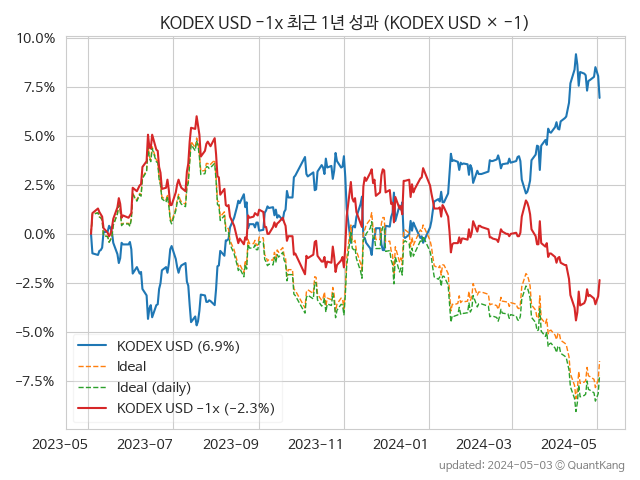 KODEX USD −1x 최근 1년 성과 (KODEX USD × −1)
10.0%
7.5%
5.0%
2.5%
0.0%
−2.5%
−5.0%
−7.5%
KODEX USD (6.9%)
Ideal
Ideal (daily)
KODEX USD −1x (−2.3%)
2023-05 2023-07 2023-09 2023-11 2024-01 2024-03 2024-05
updated: 2024-05-03 ⓒ QuantKang